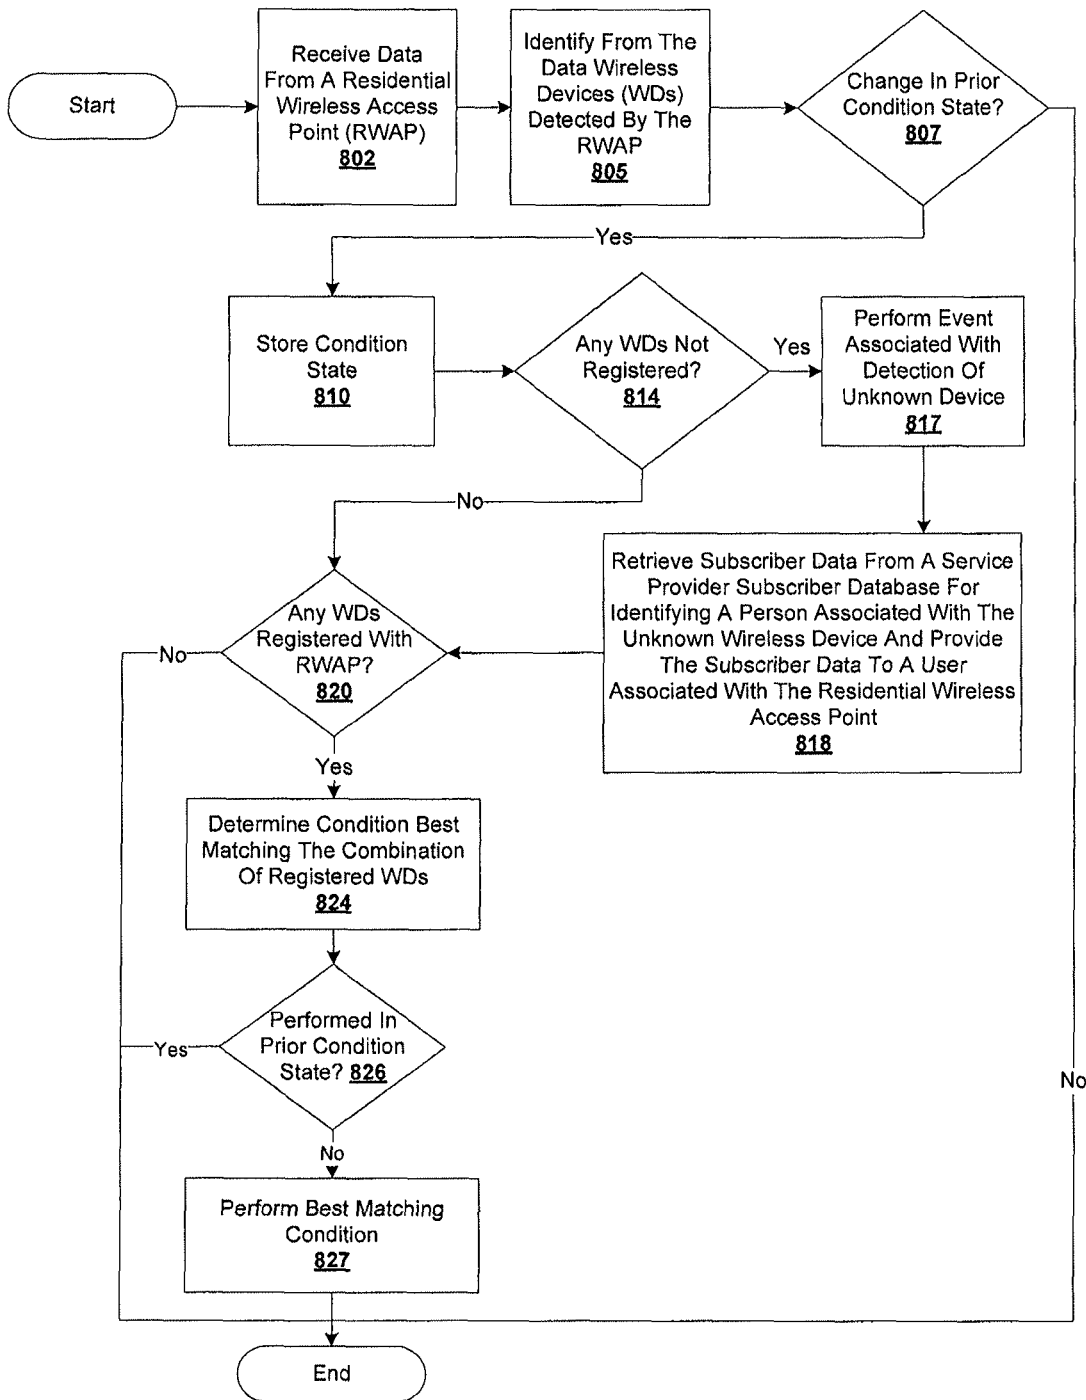 Start
Receive Data
From A Residential
Wireless Access
Point (RWAP)
802
Identify From The
Data Wireless
Devices (WDs)
Detected By The
RWAP
805
Change In Prior
Condition State?
807
Yes
Store Condition
State
810
Any WDs Not
Registered?
814
Yes
Perform Event
Associated With
Detection Of
Unknown Device
817
No
Retrieve Subscriber Data From A Service
Provider Subscriber Database For
Identifying A Person Associated With The
Unknown Wireless Device And Provide
The Subscriber Data To A User
Associated With The Residential Wireless
Access Point
818
Any WDs
Registered With
RWAP?
820
No
Yes
Determine Condition Best
Matching The Combination
Of Registered WDs
824
Performed In
Prior Condition
State? 826
Yes
No
No
Perform Best Matching
Condition
827
End